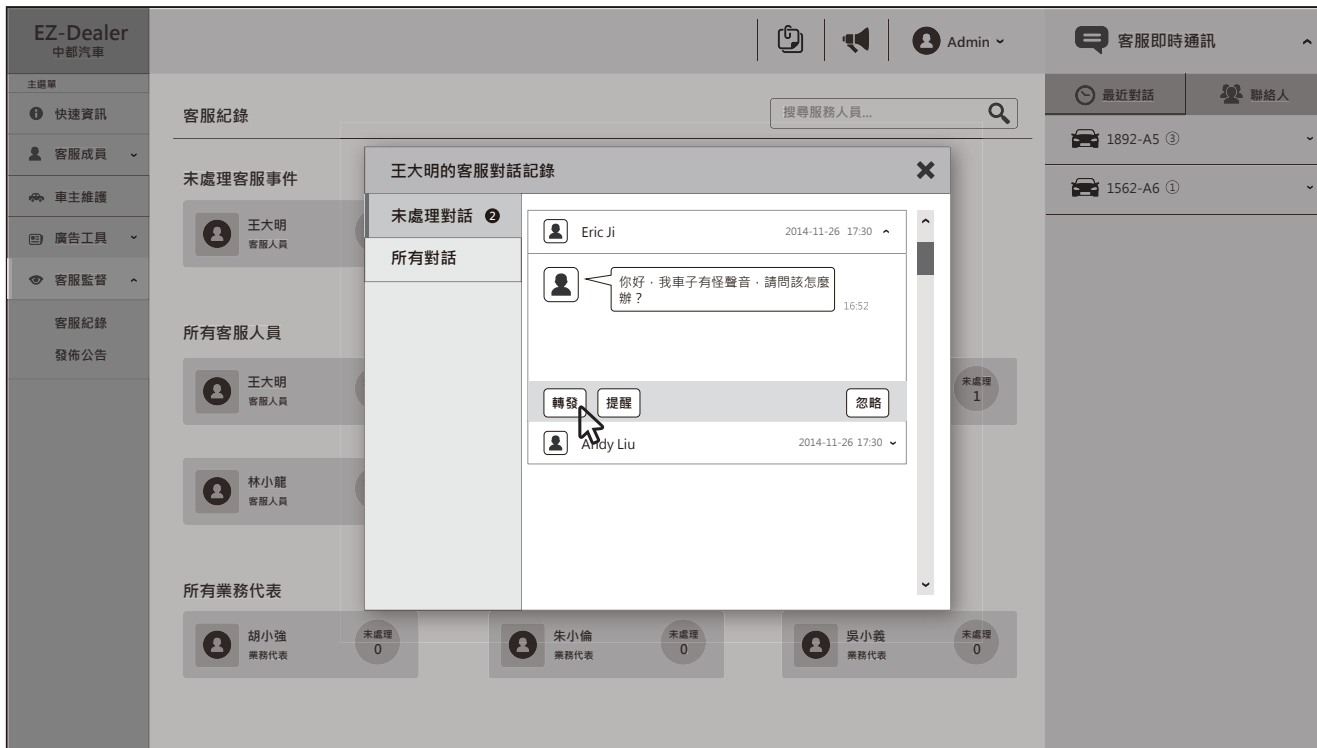 EZ-Dealer
中都汽車
主選單
快速資訊
客服成員
車主維護
廣告工具
客服監督
客服紀錄
發佈公告
Admin
客服紀錄
搜尋服務人員...
未處理客服事件
王大明
客服人員
所有客服人員
王大明
客服人員
未處理
1
林小龍
客服人員
所有業務代表
胡小強
業務代表
未處理
0
朱小倫
業務代表
未處理
0
吳小義
業務代表
未處理
0
王大明的客服對話記錄
未處理對話 2
所有對話
Eric Ji 2014-11-26 17:30
你好，我車子有怪聲音，請問該怎麼
辦？
16:52
轉發 提醒 忽略
Andy Liu 2014-11-26 17:30
客服即時通訊
最近對話 聯絡人
1892-A5 ③
1562-A6 ①